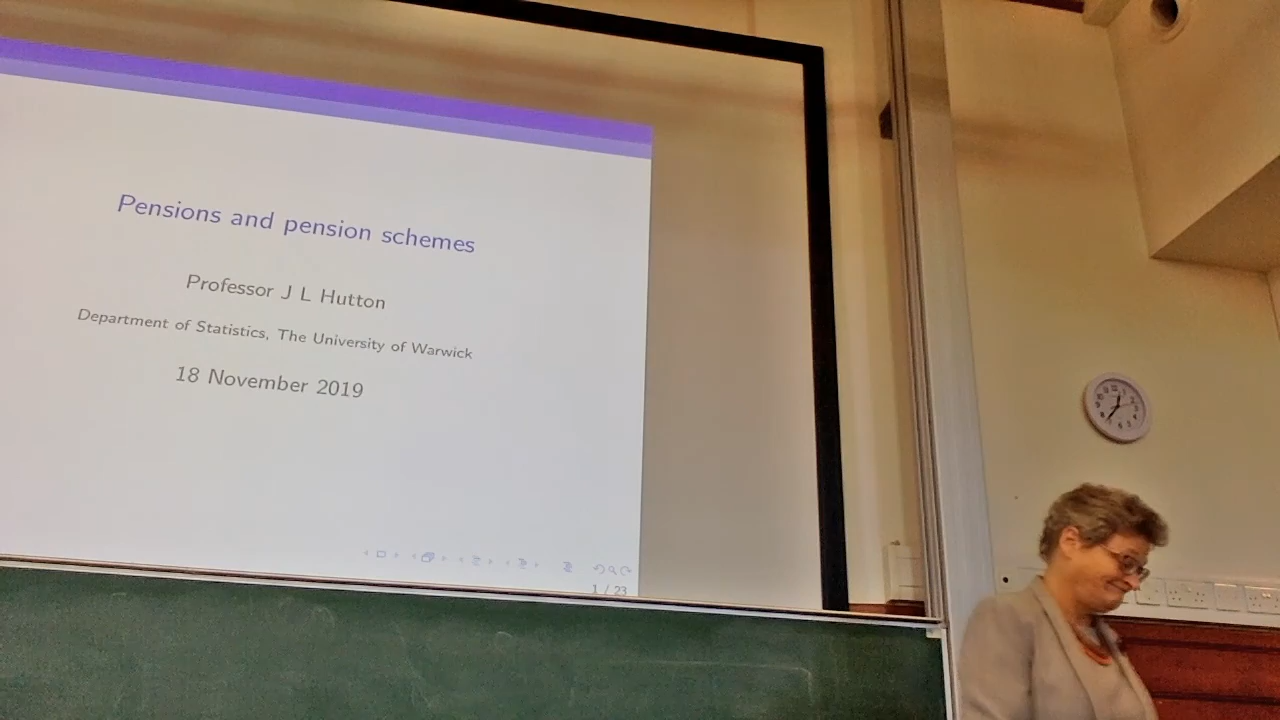 Pensions and pension schemes
Professor J L Hutton
Department of Statistics, The University of Warwick
18 November 2019
1 / 23